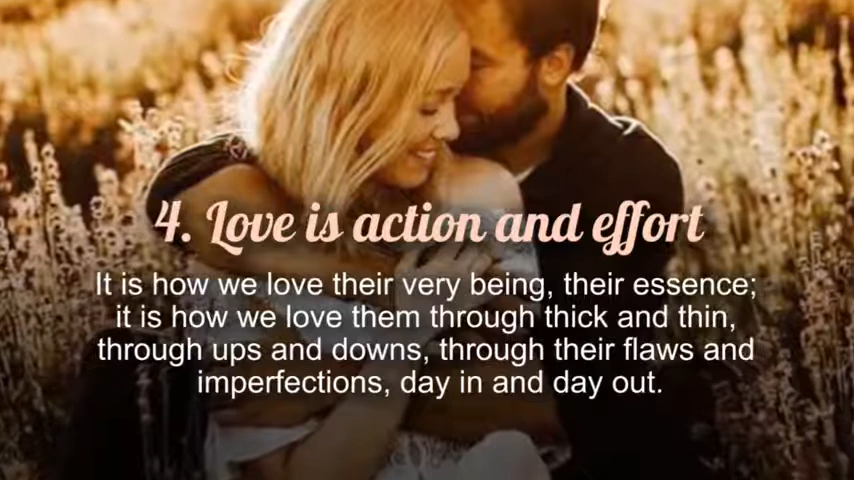 4. Love is action and effort
It is how we love their very being, their essence;
it is how we love them through thick and thin,
through ups and downs, through their flaws and
imperfections, day in and day out.